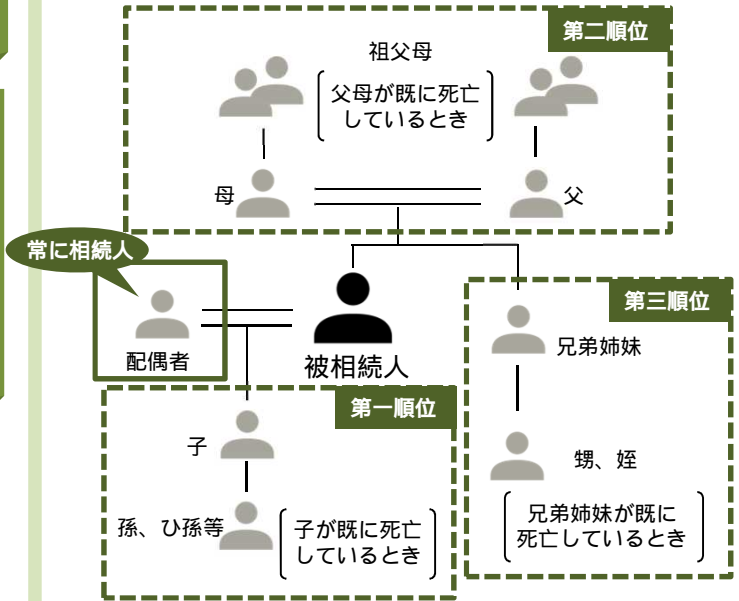 第二順位
祖父母
父母が既に死亡
しているとき
母
父
常に相続人
配偶者
被相続人
第三順位
兄弟姉妹
甥、姪
兄弟姉妹が既に
死亡しているとき
第一順位
子
孫、ひ孫等
子が既に死亡
しているとき